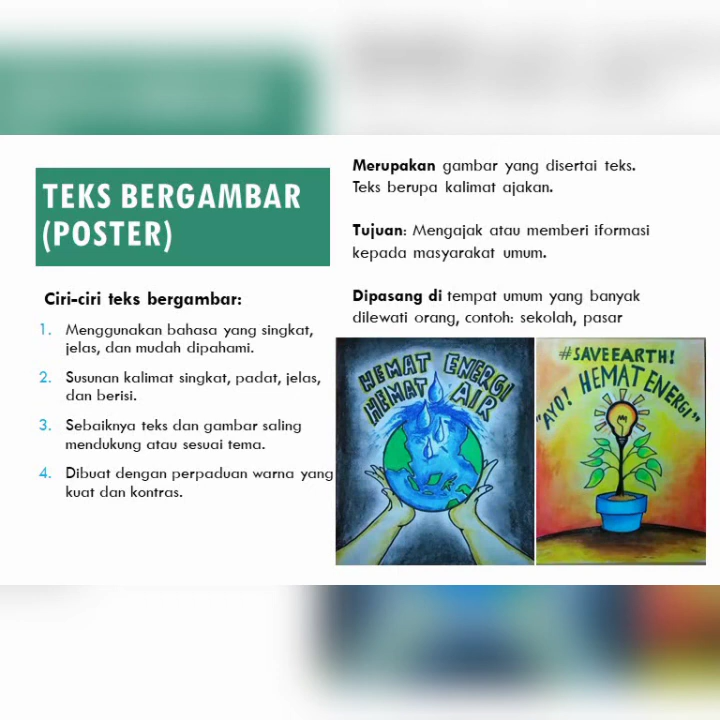 TEKS BERGAMBAR
(POSTER)
Ciri-ciri teks bergambar:
1. Menggunakan bahasa yang singkat,
jelas, dan mudah dipahami.
2. Susunan kalimat singkat, padat, jelas,
dan berisi.
3. Sebaiknya teks dan gambar saling
mendukung atau sesuai tema.
4. Dibuat dengan perpaduan warna yang
kuat dan kontras.
Merupakan gambar yang disertai teks.
Teks berupa kalimat ajakan.
Tujuan: Mengajak atau memberi iformasi
kepada masyarakat umum.
Dipasang di tempat umum yang banyak
dilewati orang, contoh: sekolah, pasar
HEMAT ENERGI
HEMAT AIR
#SAVEEARTH!
"AYO! HEMAT ENERGI"